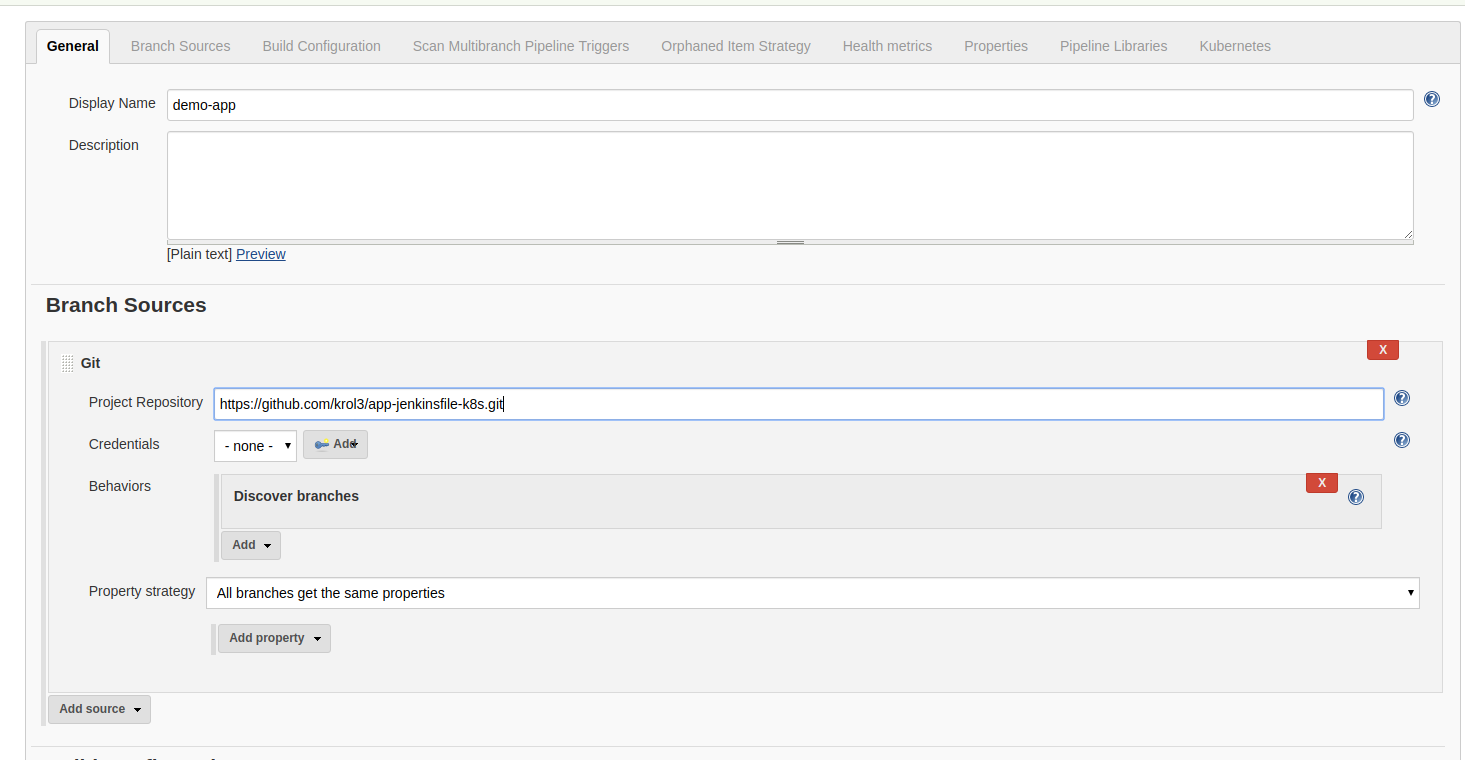 General Branch Sources Build Configuration Scan Multibranch Pipeline Triggers Orphaned Item Strategy Health metrics Properties Pipeline Libraries Kubernetes
Display Name demo-app ?
Description
[Plain text] Preview
Branch Sources
X
Git
Project Repository https://github.com/krol3/app-jenkinsfile-k8s.git ?
Credentials - none - Add ?
Behaviors
X
Discover branches ?
Add
Property strategy All branches get the same properties
Add property
Add source